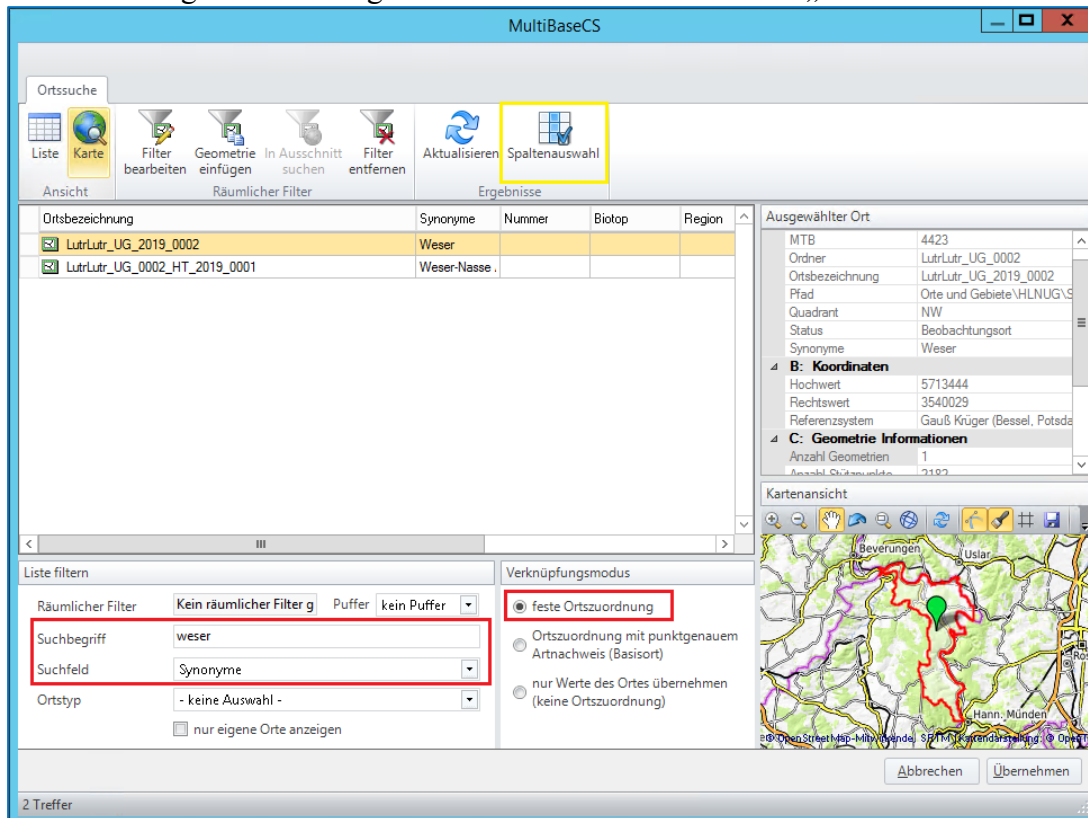 MultiBaseCS
Ortssuche
Liste
Karte
Filter bearbeiten
Geometrie einfügen
In Ausschnitt suchen
Filter entfernen
Aktualisieren
Spaltenauswahl
Ansicht
Räumlicher Filter
Ergebnisse
Ortsbezeichnung Synonyme Nummer Biotop Region
LutrLutr_UG_2019_0002 Weser
LutrLutr_UG_0002_HT_2019_0001 Weser-Nasse
Ausgewählter Ort
MTB 4423
Ordner LutrLutr_UG_0002
Ortsbezeichnung LutrLutr_UG_2019_0002
Pfad Orte und Gebiete\HLNUG\S
Quadrant NW
Status Beobachtungsort
Synonyme Weser
B: Koordinaten
Hochwert 5713444
Rechtswert 3540029
Referenzsystem Gauß Krüger (Bessel, Potsda
C: Geometrie Informationen
Anzahl Geometrien 1
Anzahl Stützpunkte 2182
Kartenansicht
Beverungen
Uslar
Hann. Münden
Liste filtern
Räumlicher Filter Kein räumlicher Filter g Puffer kein Puffer
Suchbegriff weser
Suchfeld Synonyme
Ortstyp - keine Auswahl -
nur eigene Orte anzeigen
Verknüpfungsmodus
feste Ortszuordnung
Ortszuordnung mit punktgenauem
Artnachweis (Basisort)
nur Werte des Ortes übernehmen
(keine Ortszuordnung)
Abbrechen Übernehmen
2 Treffer